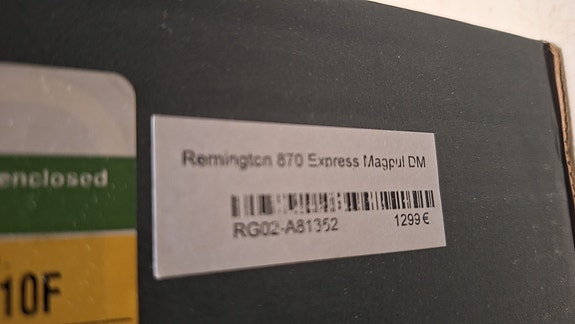 enclosed
10F
Remington 870 Express Magpul DM
RG02-A81352
1299 €